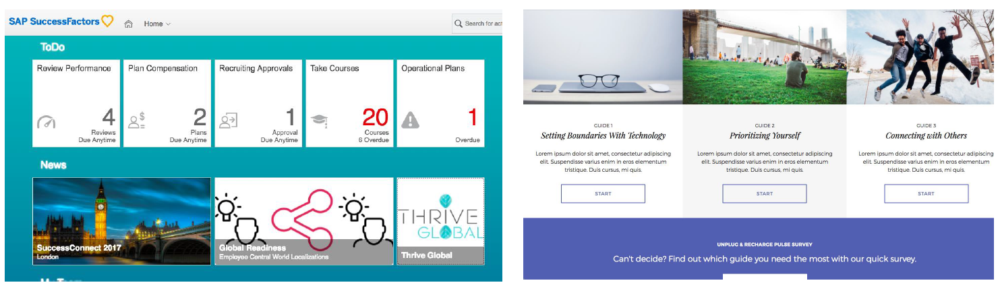 SAP SuccessFactors
Home
Search for act
ToDo
Review Performance
4
Reviews
Due Anytime
Plan Compensation
$
2
Plans
Due Anytime
Recruiting Approvals
1
Approval
Due Anytime
Take Courses
20
Courses
6 Overdue
Operational Plans
1
Overdue
News
SuccessConnect 2017
London
Global Readiness
Employee Central World Localizations
THRIVE
GLOBAL
Thrive Global
GUIDE 1
Setting Boundaries With Technology
Lorem ipsum dolor sit amet, consectetur adipiscing
elit. Suspendisse varius enim in eros elementum
tristique. Duis cursus, mi quis.
START
GUIDE 2
Prioritizing Yourself
Lorem ipsum dolor sit amet, consectetur adipiscing
elit. Suspendisse varius enim in eros elementum
tristique. Duis cursus, mi quis.
START
GUIDE 3
Connecting with Others
Lorem ipsum dolor sit amet, consectetur adipiscing
elit. Suspendisse varius enim in eros elementum
tristique. Duis cursus, mi quis.
START
UNPLUG & RECHARGE PULSE SURVEY
Can't decide? Find out which guide you need the most with our quick survey.